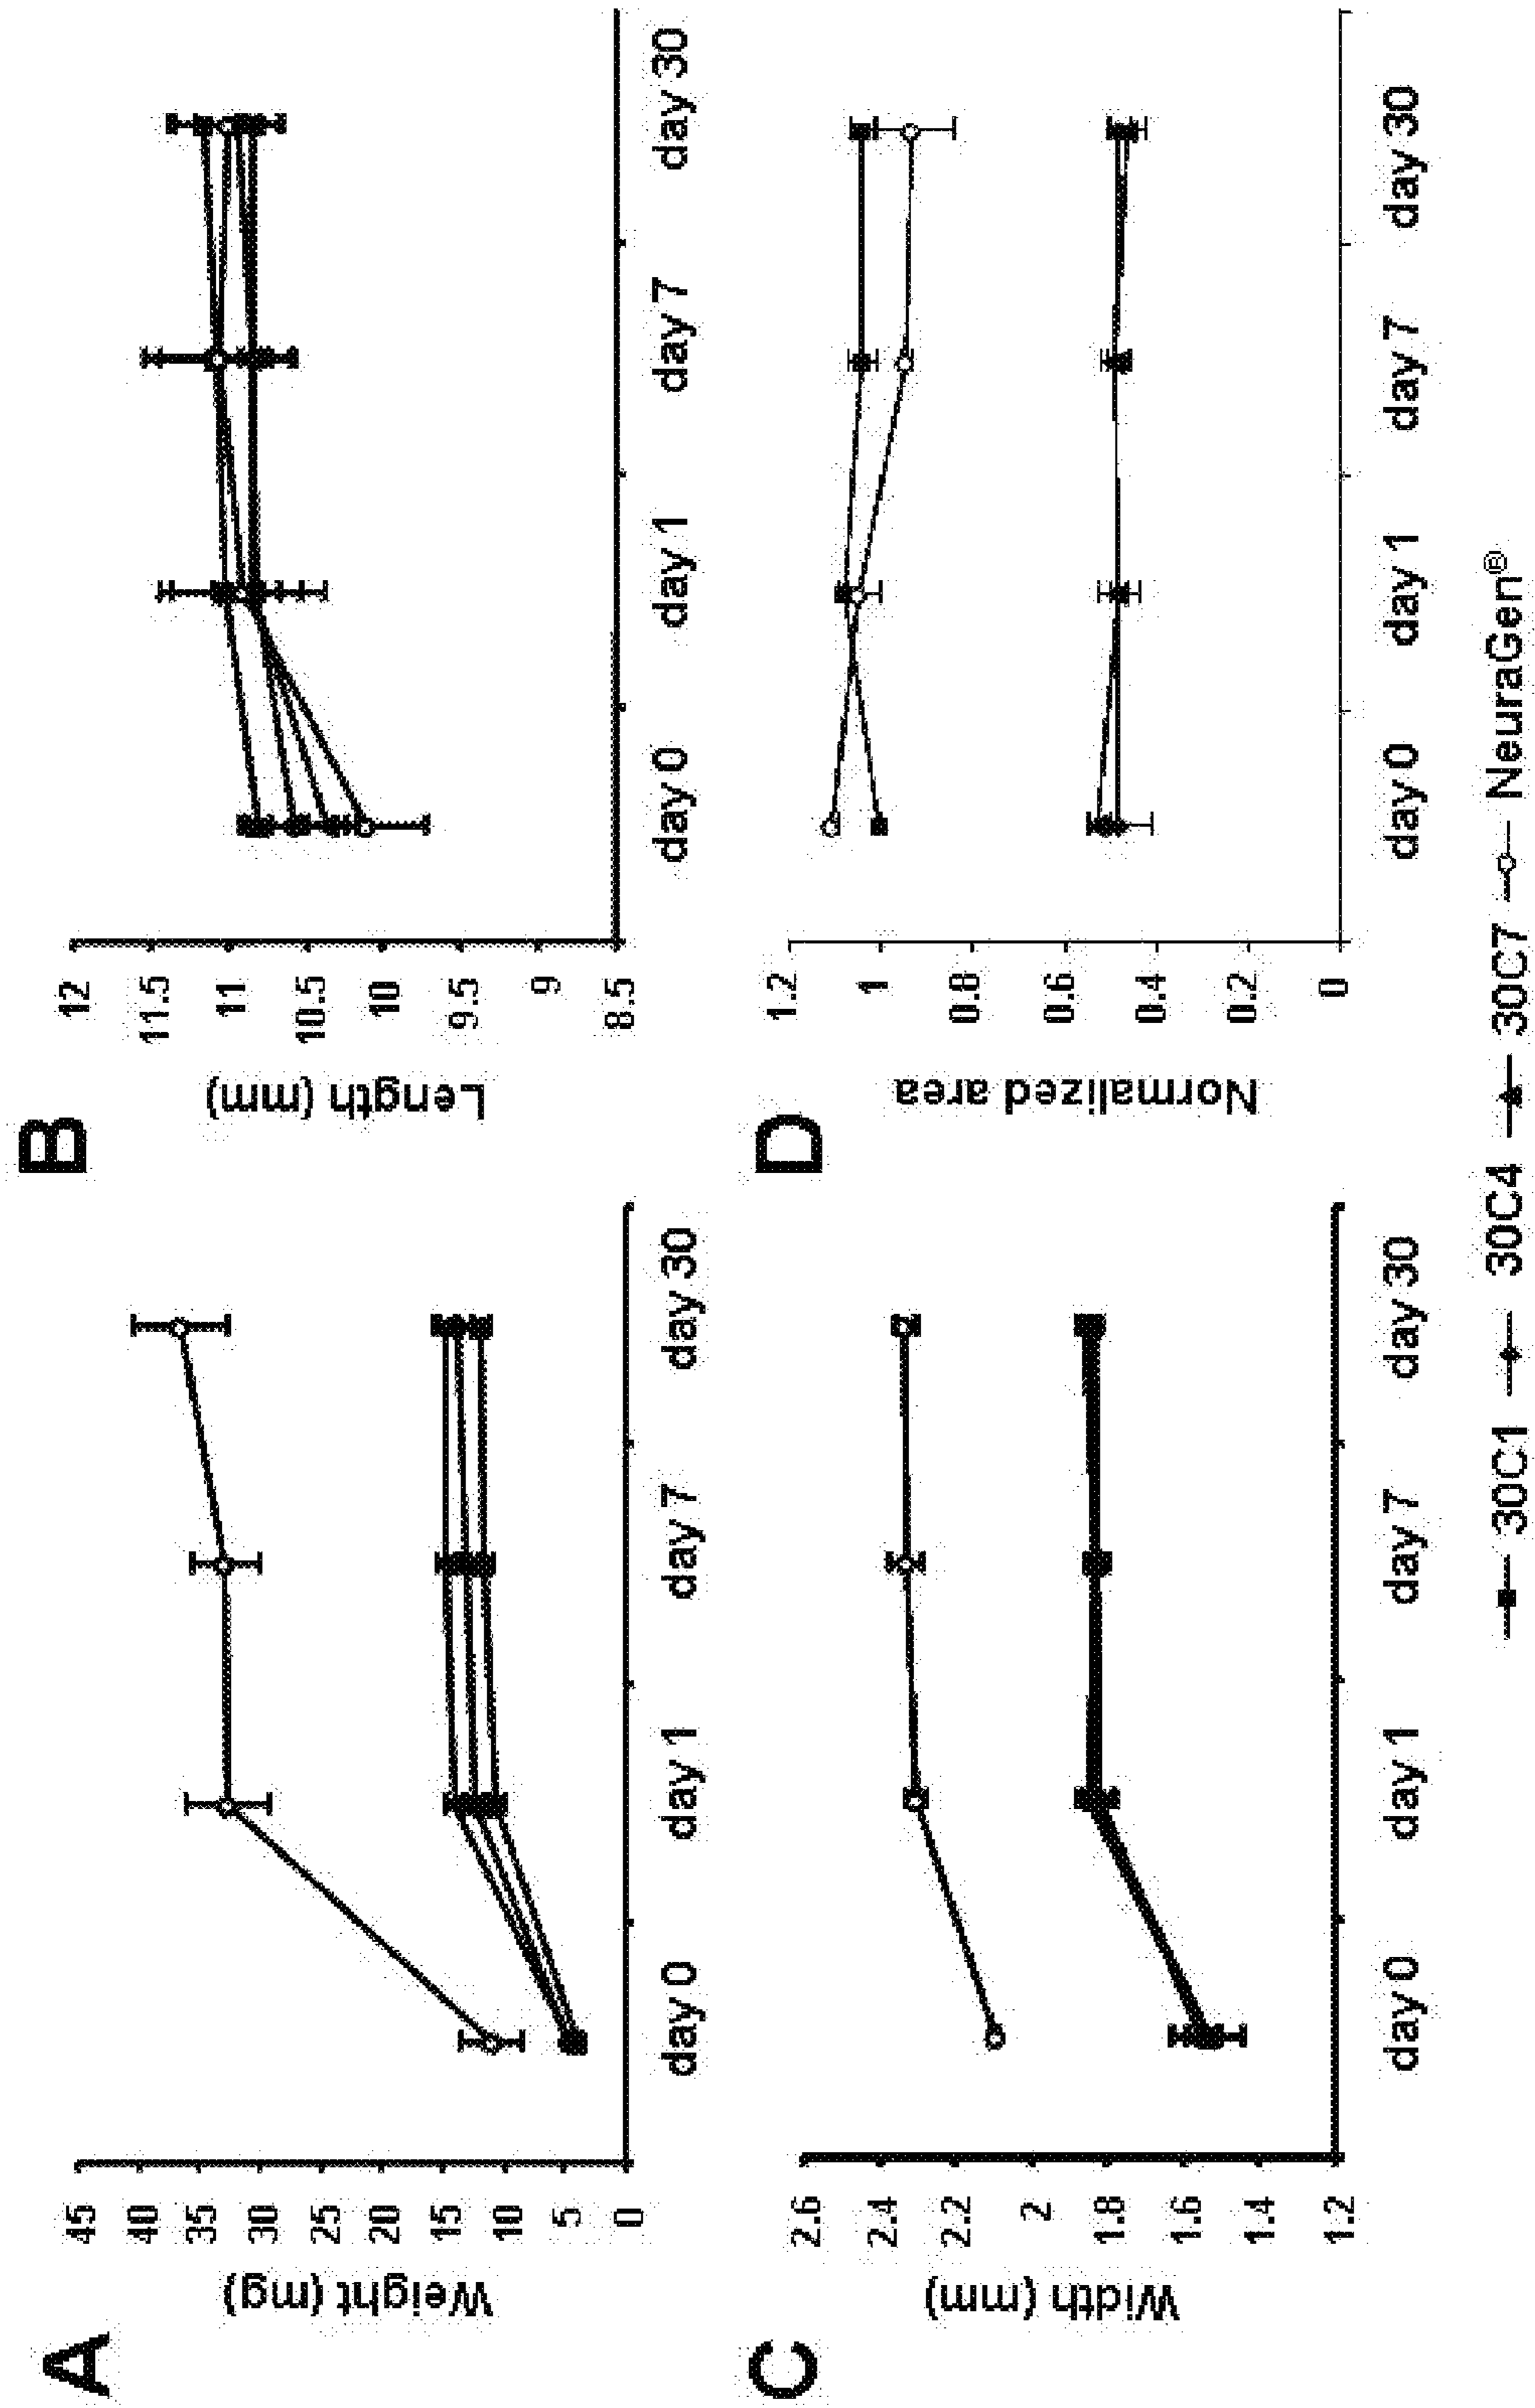 A
Weight (mg)
45
40
35
30
25
20
15
10
5
0
day 0 day 1 day 7 day 30
B
Length (mm)
12
11.5
11
10.5
10
9.5
9
8.5
day 0 day 1 day 7 day 30
C
Width (mm)
2.6
2.4
2.2
2
1.8
1.6
1.4
1.2
day 0 day 1 day 7 day 30
D
Normalized area
1.2
1
0.8
0.6
0.4
0.2
0
day 0 day 1 day 7 day 30
30C1 30C4 30C7 NeuraGen®